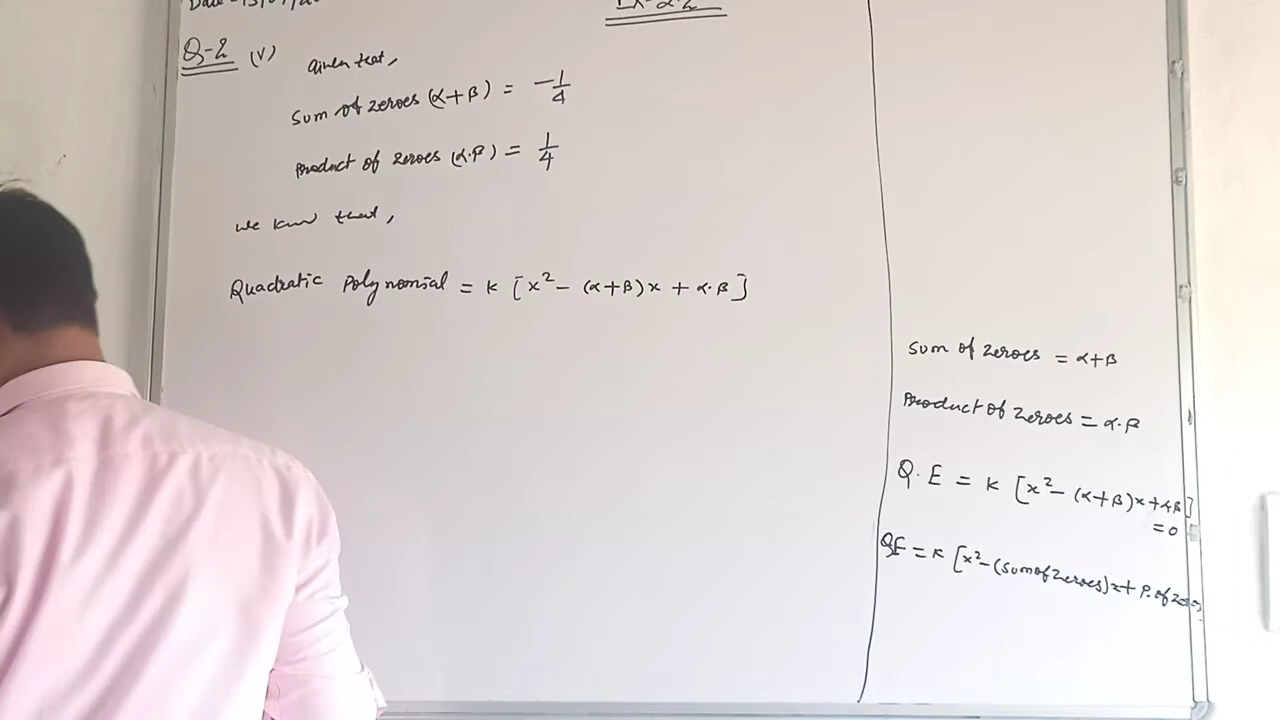 Q-2 (V) Given that,
Sum of zeroes (α+β) = -1/4
Product of zeroes (α.β) = 1/4
We know that,
Quadratic Polynomial = K [x² - (α+β)x + α.β]
Sum of zeroes = α+β
Product of zeroes = α.β
Q.E = K [x² - (α+β)x + αβ]
= 0
QE = K [x² - (sum of zeroes)x + P. of